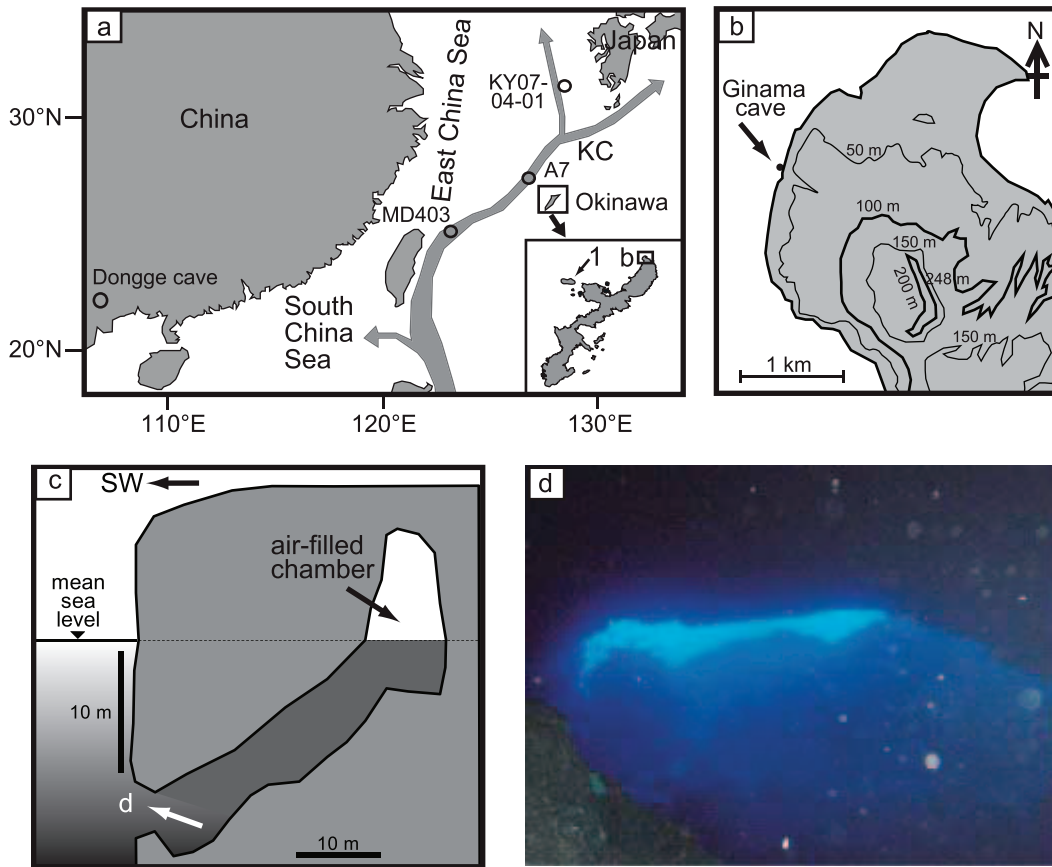 a
Japan
KY07-
04-01
East China Sea
China
30°N
KC
A7
Okinawa
MD403
Dongge cave
1
b
South
China
Sea
20°N
110°E
120°E
130°E
b
N
Ginama
cave
50 m
100 m
150 m
200 m
248 m
150 m
1 km
c
SW
air-filled
chamber
mean
sea
level
10 m
d
10 m
d